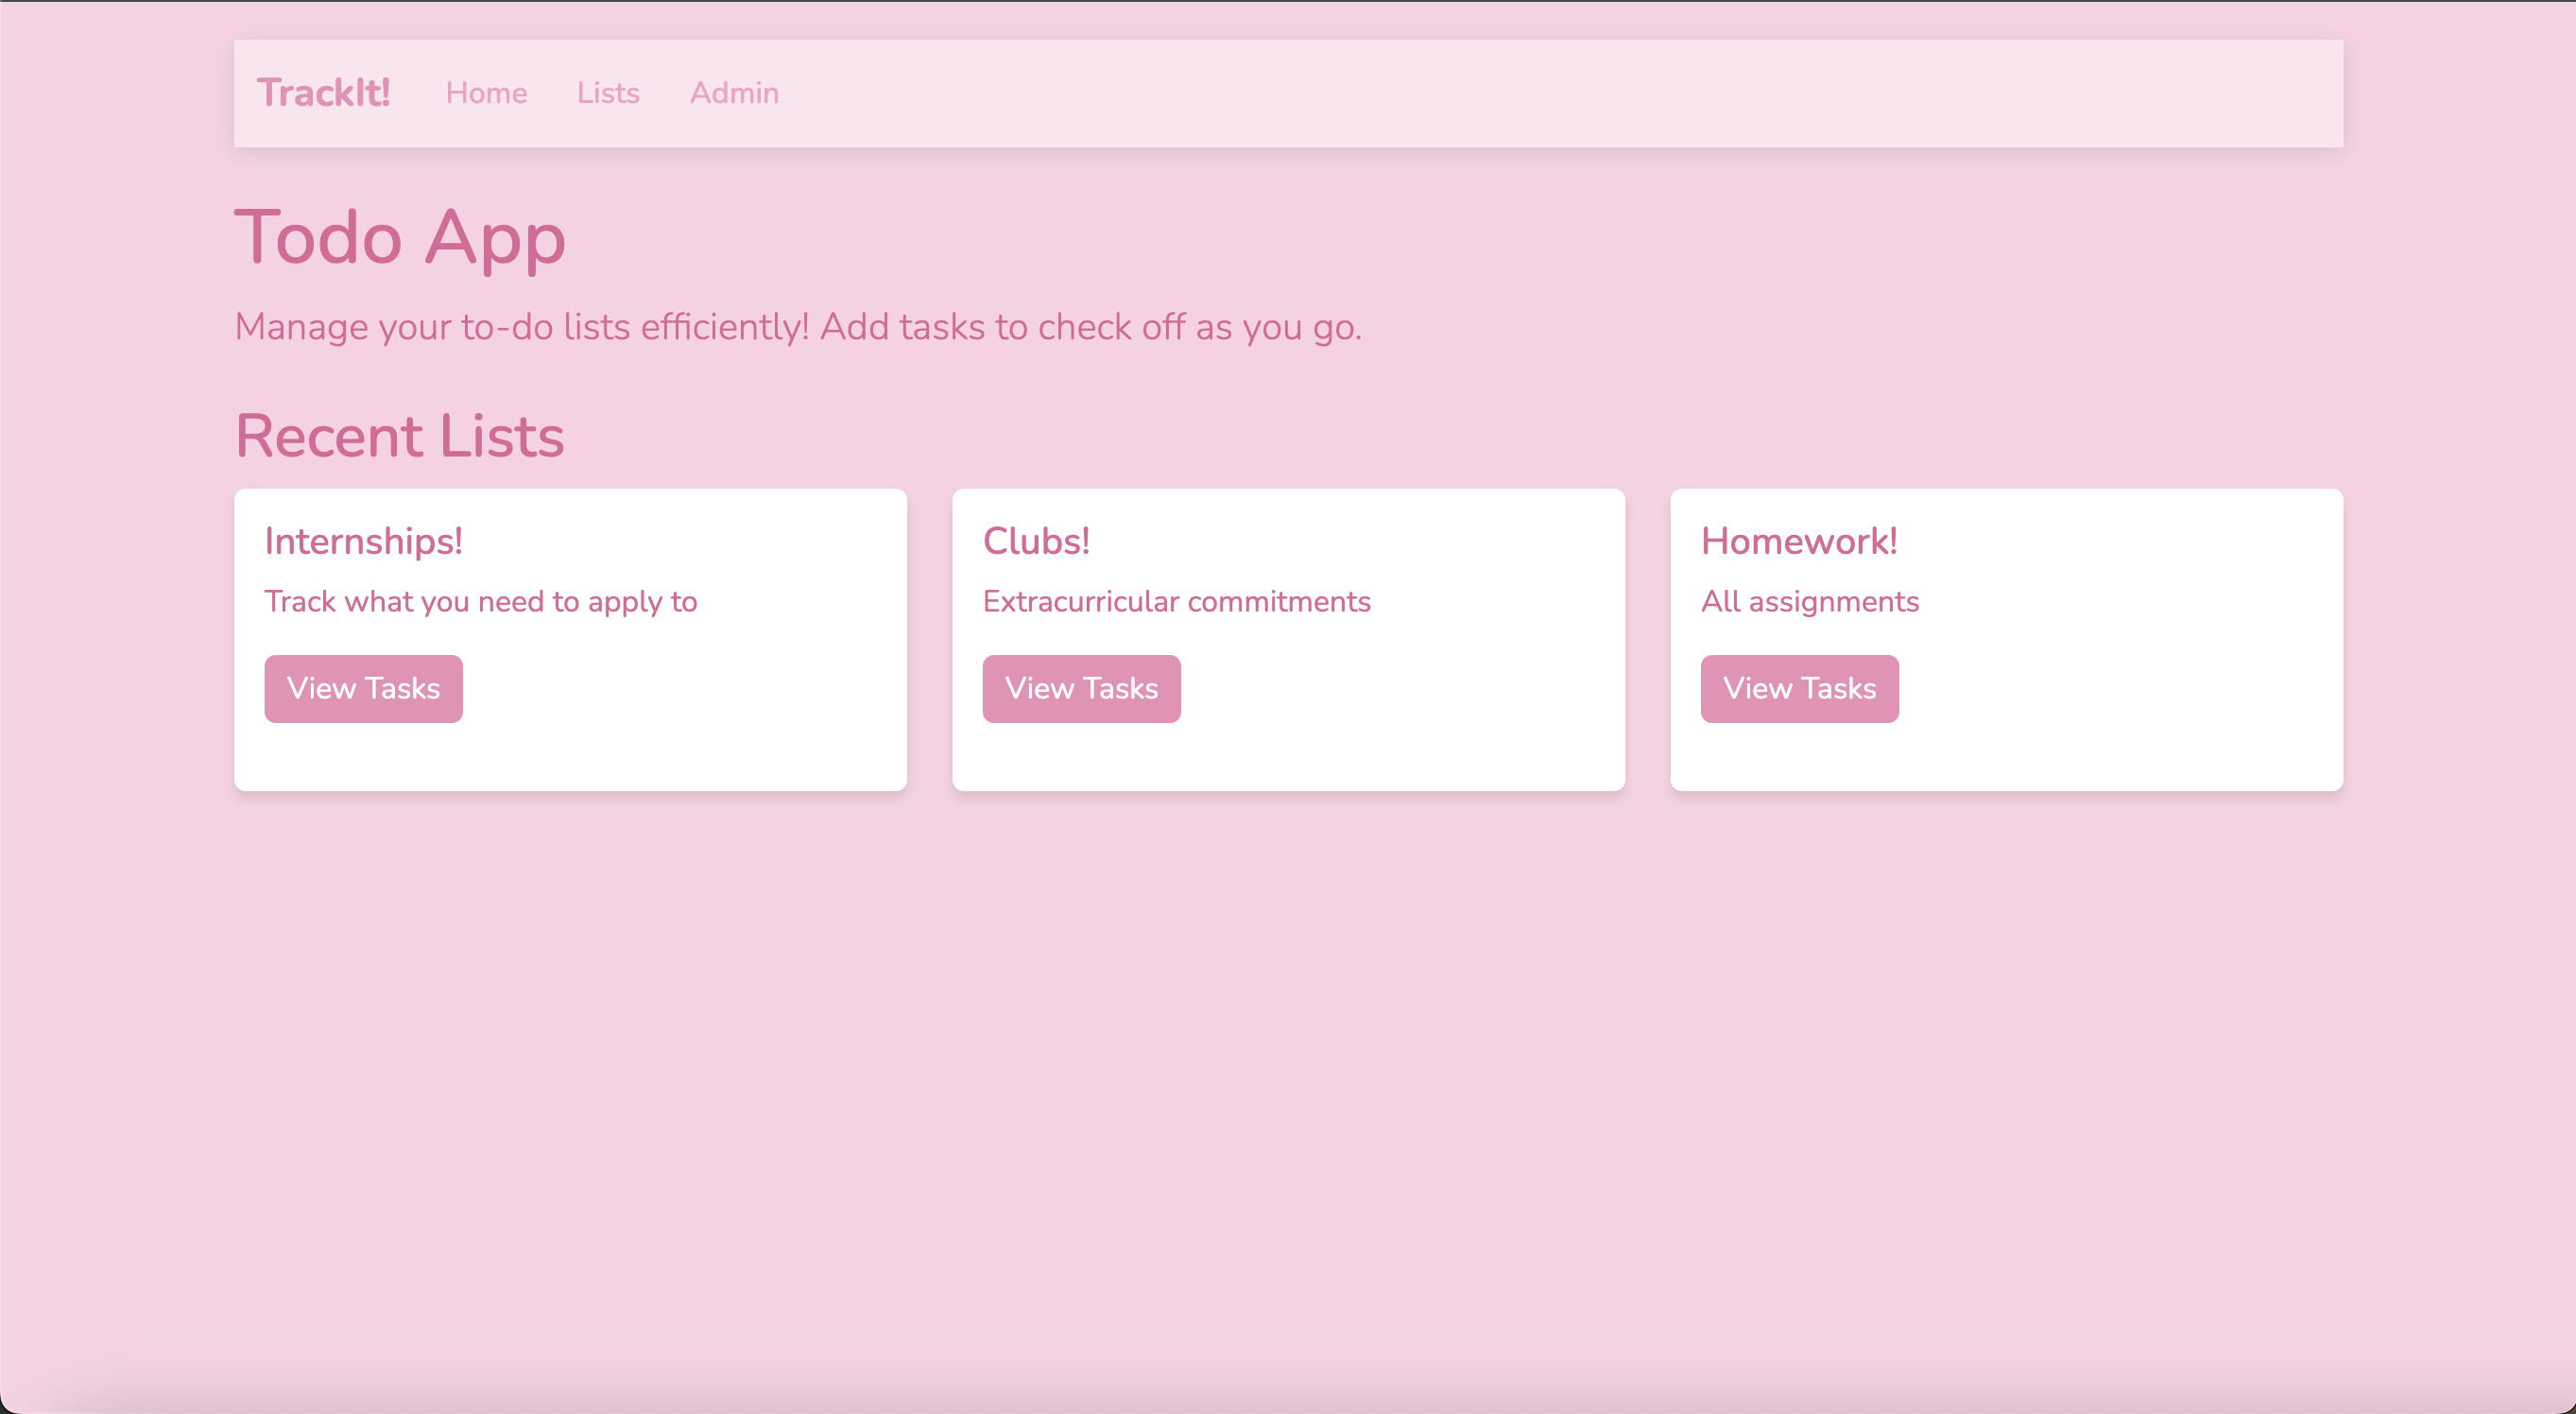 TrackIt! Home Lists Admin
Todo App
Manage your to-do lists efficiently! Add tasks to check off as you go.
Recent Lists
Internships!
Track what you need to apply to
View Tasks
Clubs!
Extracurricular commitments
View Tasks
Homework!
All assignments
View Tasks